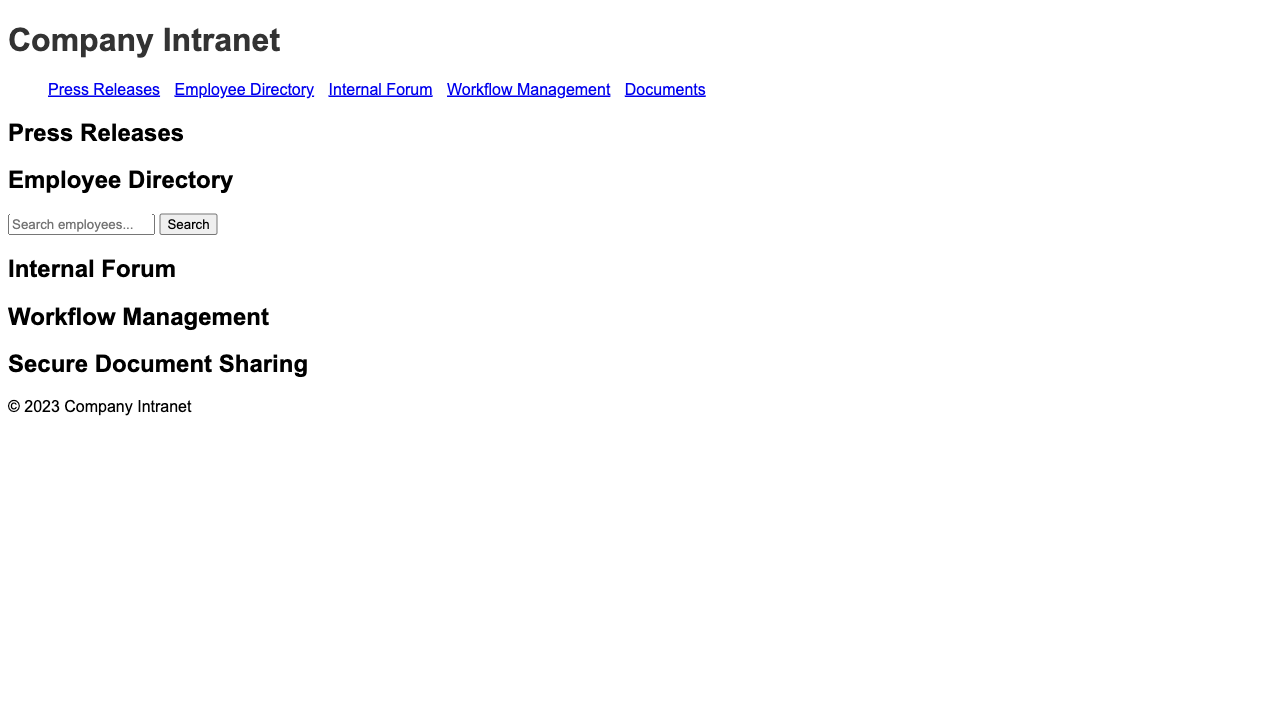 Company Intranet
Press Releases Employee Directory Internal Forum Workflow Management Documents
Press Releases
Employee Directory
Search employees... Search
Internal Forum
Workflow Management
Secure Document Sharing
© 2023 Company Intranet